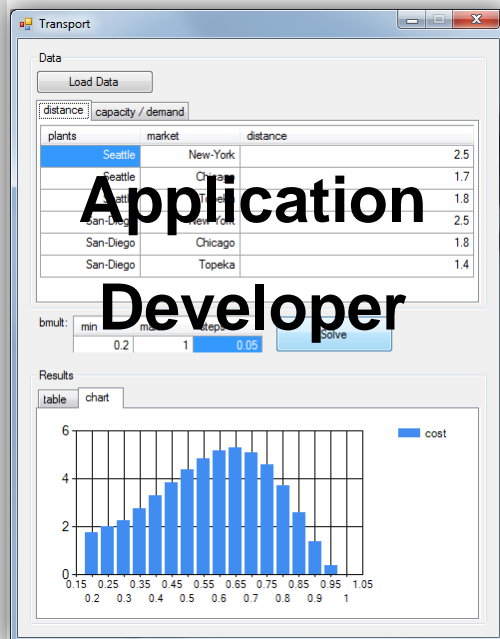 Transport
Data
Load Data
distance capacity / demand
plants market distance
Seattle New-York 2.5
Seattle Chicago 1.7
Seattle Topeka 1.8
Application
San-Diego New-York 2.5
San-Diego Chicago 1.8
San-Diego Topeka 1.4
Developer
bmult: min max steps Solve
0.2 1 0.05
Results
table chart
6
4
2
0
cost
0.15 0.25 0.35 0.45 0.55 0.65 0.75 0.85 0.95 1.05
0.2 0.3 0.4 0.5 0.6 0.7 0.8 0.9 1